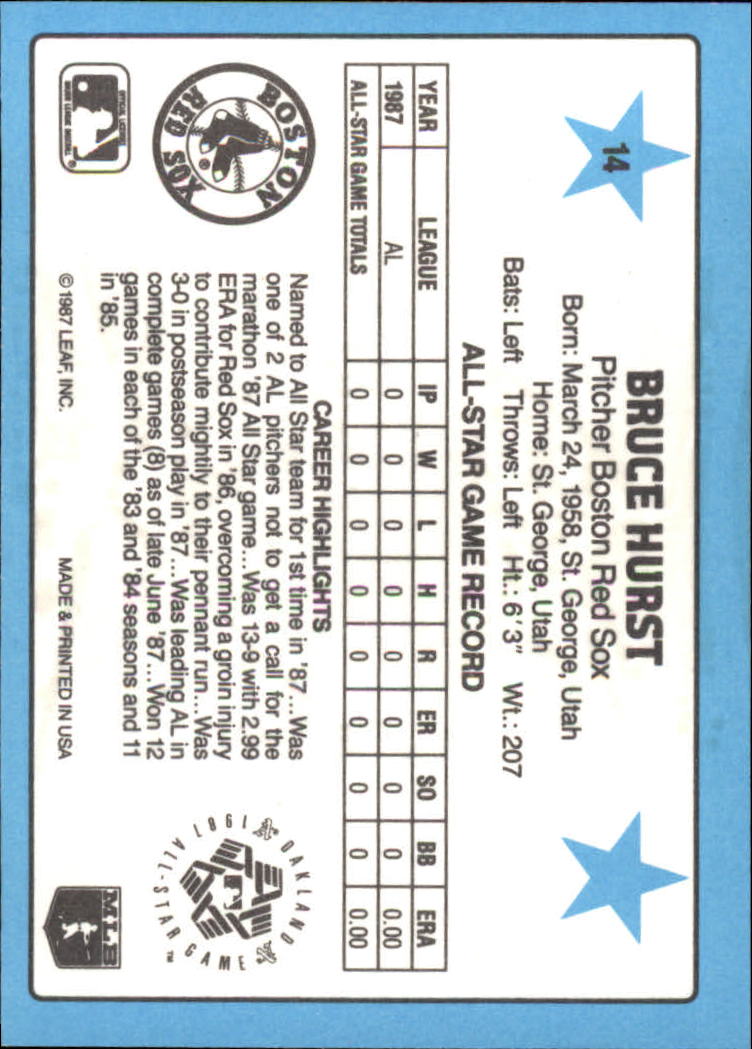 14
BRUCE HURST
Pitcher Boston Red Sox
Born: March 24, 1958, St. George, Utah
Home: St. George, Utah
Bats: Left Throws: Left Ht.: 6'3" Wt.: 207
ALL-STAR GAME RECORD
YEAR LEAGUE IP W L H R ER SO BB ERA
1987 AL 0 0 0 0 0 0 0 0 0.00
ALL-STAR GAME TOTALS 0 0 0 0 0 0 0 0 0.00
CAREER HIGHLIGHTS
Named to All Star team for 1st time in '87...Was
one of 2 AL pitchers not to get a call for the
marathon '87 All Star game...Was 13-9 with 2.99
ERA for Red Sox in '86, overcoming a groin injury
to contribute mightily to their pennant run...Was
3-0 in postseason play in '87...Was leading AL in
complete games (8) as of late June '87...Won 12
games in each of the '83 and '84 seasons and 11
in '85.
BOSTON
RED SOX
®
1987 OAKLAND
ALL-STAR GAME
™
OFFICIAL LICENSEE
MAJOR LEAGUE BASEBALL
®
© 1987 LEAF, INC. MADE & PRINTED IN USA
MLB